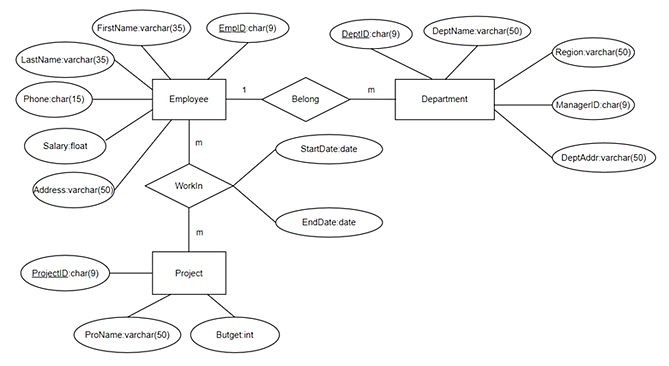 FirstName:varchar(35)
EmpID:char(9)
DeptID:char(9)
DeptName:varchar(50)
LastName:varchar(35)
Region:varchar(50)
Phone:char(15)
Employee
1
Belong
m
Department
ManagerID:char(9)
Salary:float
m
StartDate:date
DeptAddr:varchar(50)
Address:varchar(50)
WorkIn
EndDate:date
m
ProjectID:char(9)
Project
ProName:varchar(50)
Butget:int